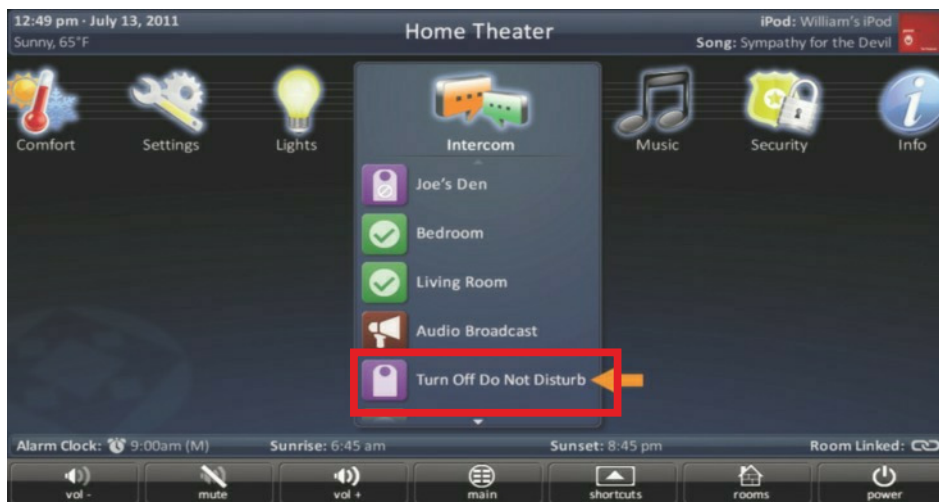 12:49 pm · July 13, 2011
Sunny, 65°F
Home Theater
iPod: William's iPod
Song: Sympathy for the Devil
Comfort
Settings
Lights
Intercom
Music
Security
Info
Joe's Den
Bedroom
Living Room
Audio Broadcast
Turn Off Do Not Disturb
Alarm Clock: 9:00am (M) Sunrise: 6:45 am Sunset: 8:45 pm Room Linked:
vol - mute vol + main shortcuts rooms power